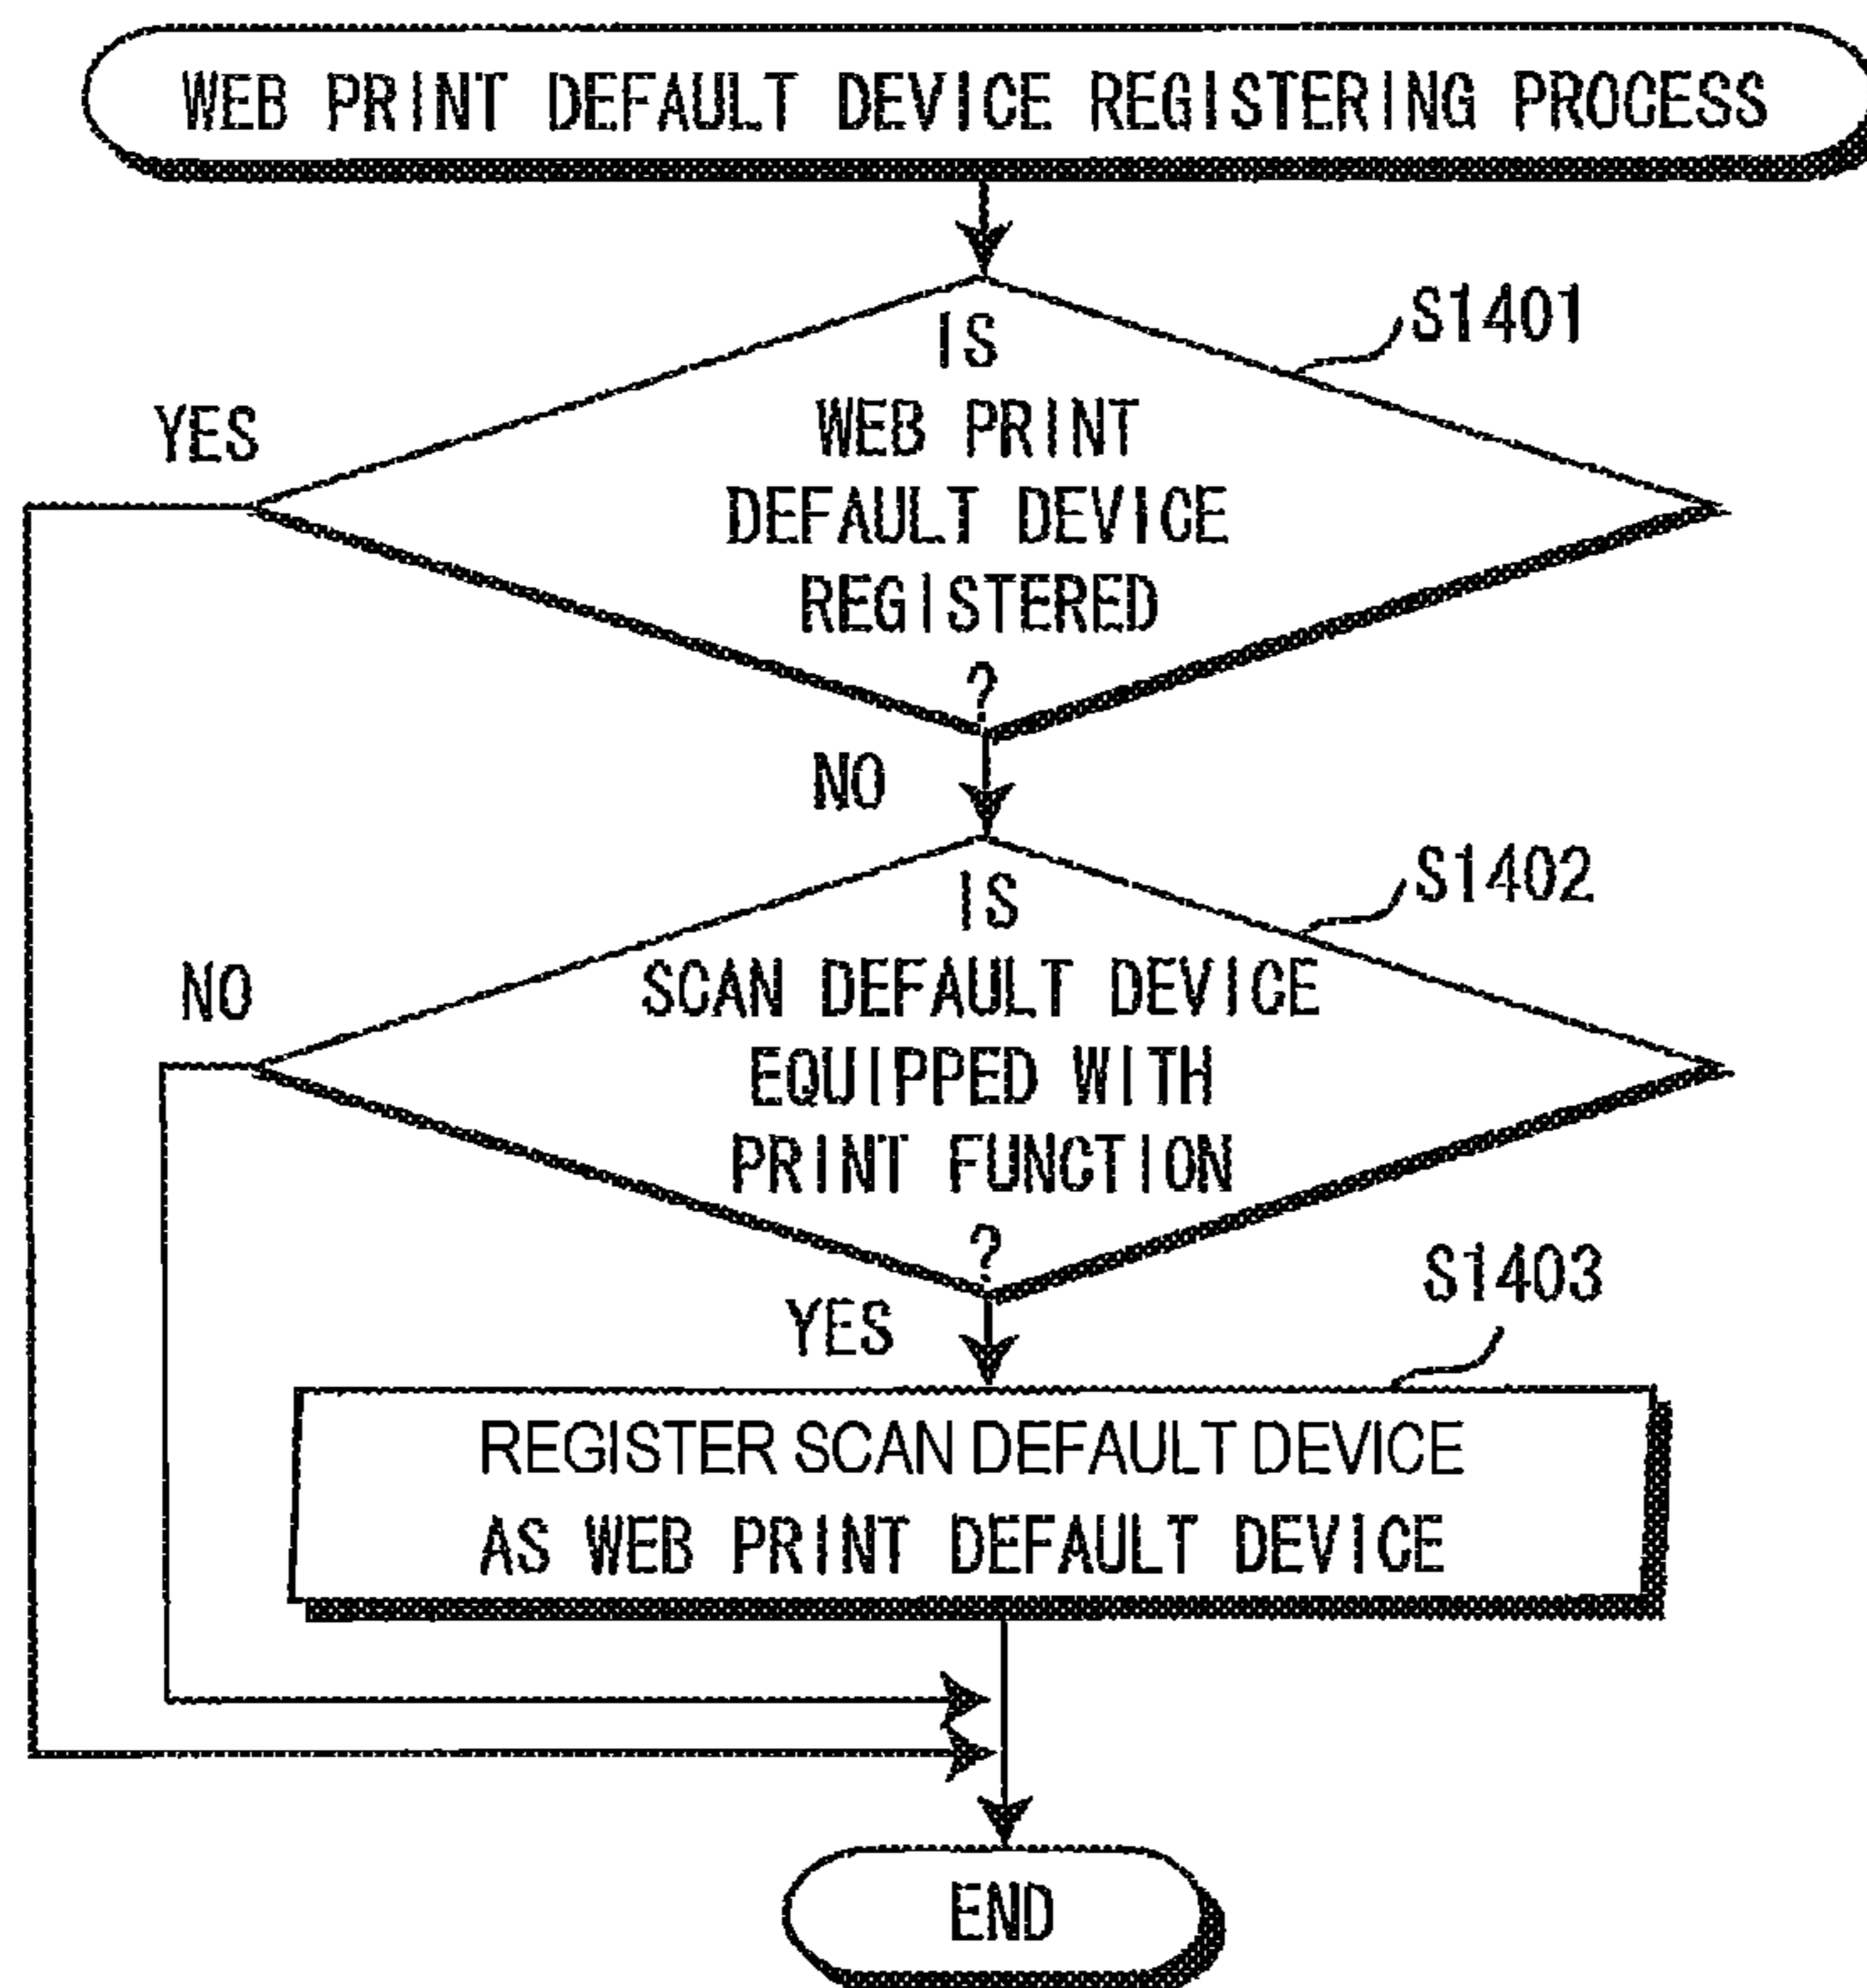 WEB PRINT DEFAULT DEVICE REGISTERING PROCESS
S1401
IS
WEB PRINT
DEFAULT DEVICE
REGISTERED
?
YES
NO
S1402
IS
SCAN DEFAULT DEVICE
EQUIPPED WITH
PRINT FUNCTION
?
NO
YES
S1403
REGISTER SCAN DEFAULT DEVICE
AS WEB PRINT DEFAULT DEVICE
END